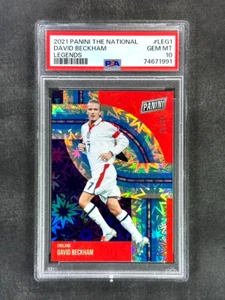 2021 PANINI THE NATIONAL #LEG1
DAVID BECKHAM GEM MT
LEGENDS 10
PSA 74671991
PANINI
ENGLAND
DAVID BECKHAM